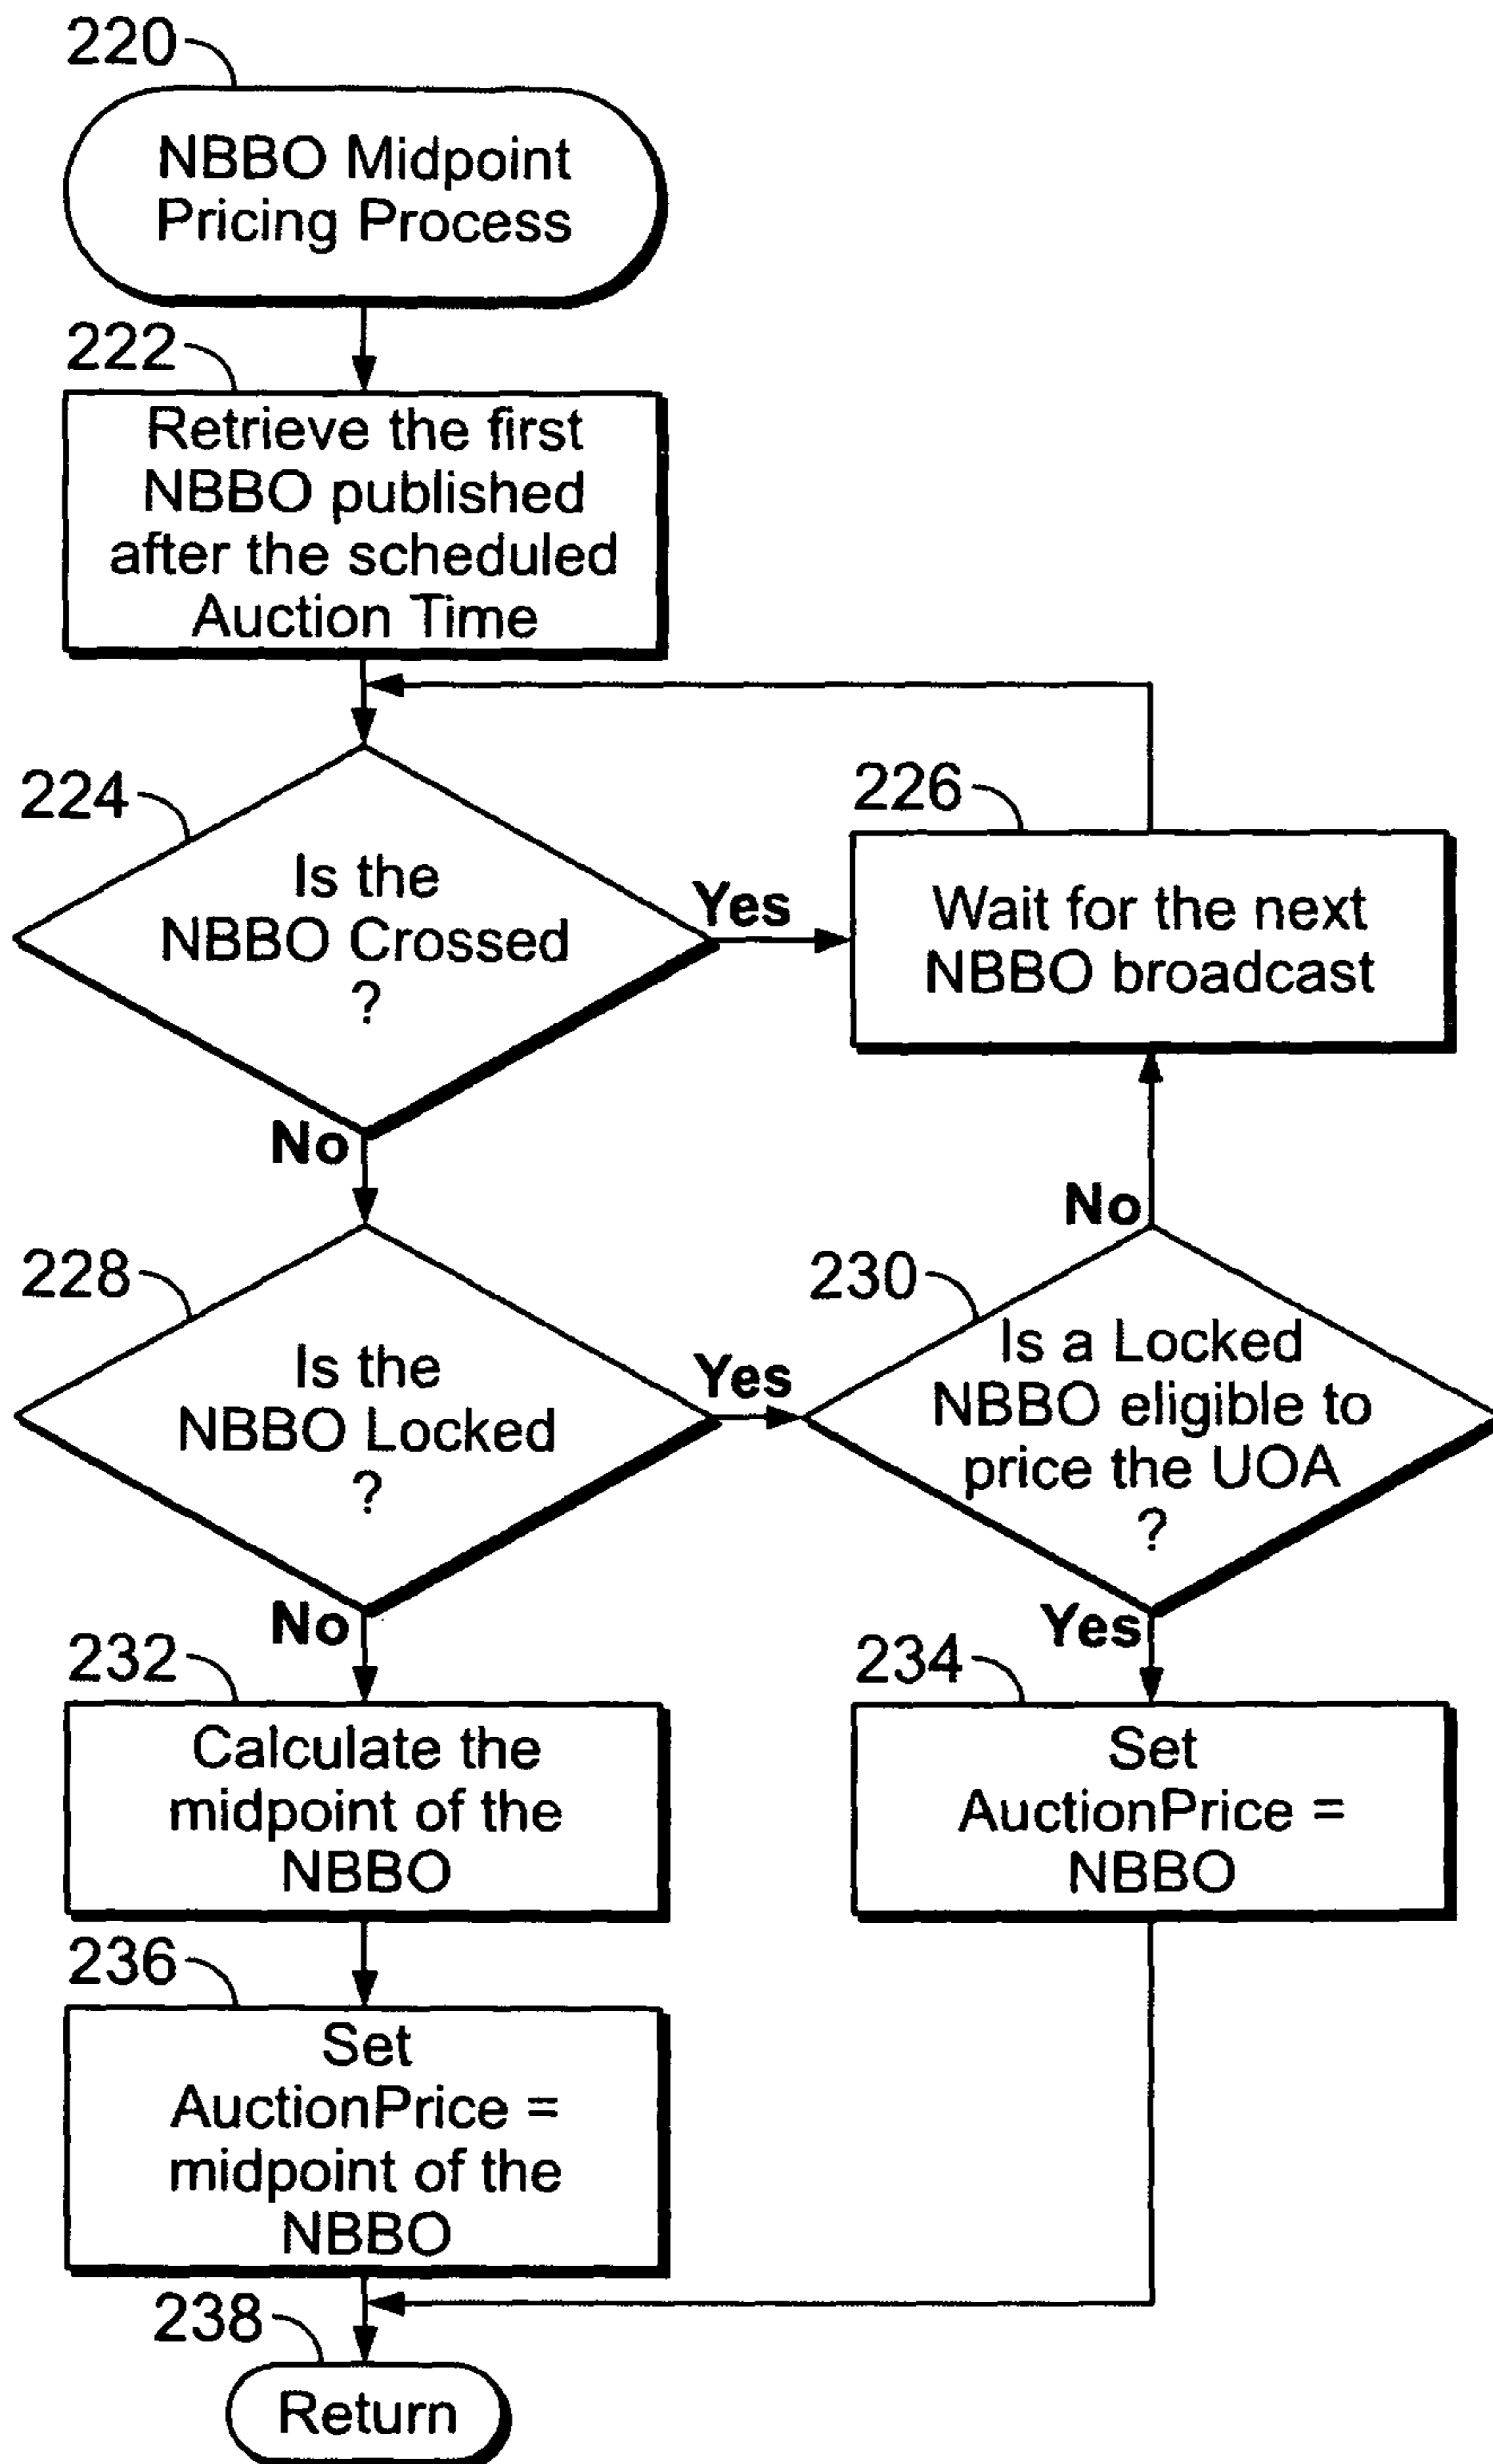 220
NBBO Midpoint
Pricing Process
222
Retrieve the first
NBBO published
after the scheduled
Auction Time
224
Is the
NBBO Crossed
?
Yes
226
Wait for the next
NBBO broadcast
No
228
Is the
NBBO Locked
?
Yes
230
Is a Locked
NBBO eligible to
price the UOA
?
No
No
232
Calculate the
midpoint of the
NBBO
Yes
234
Set
AuctionPrice =
NBBO
236
Set
AuctionPrice =
midpoint of the
NBBO
238
Return